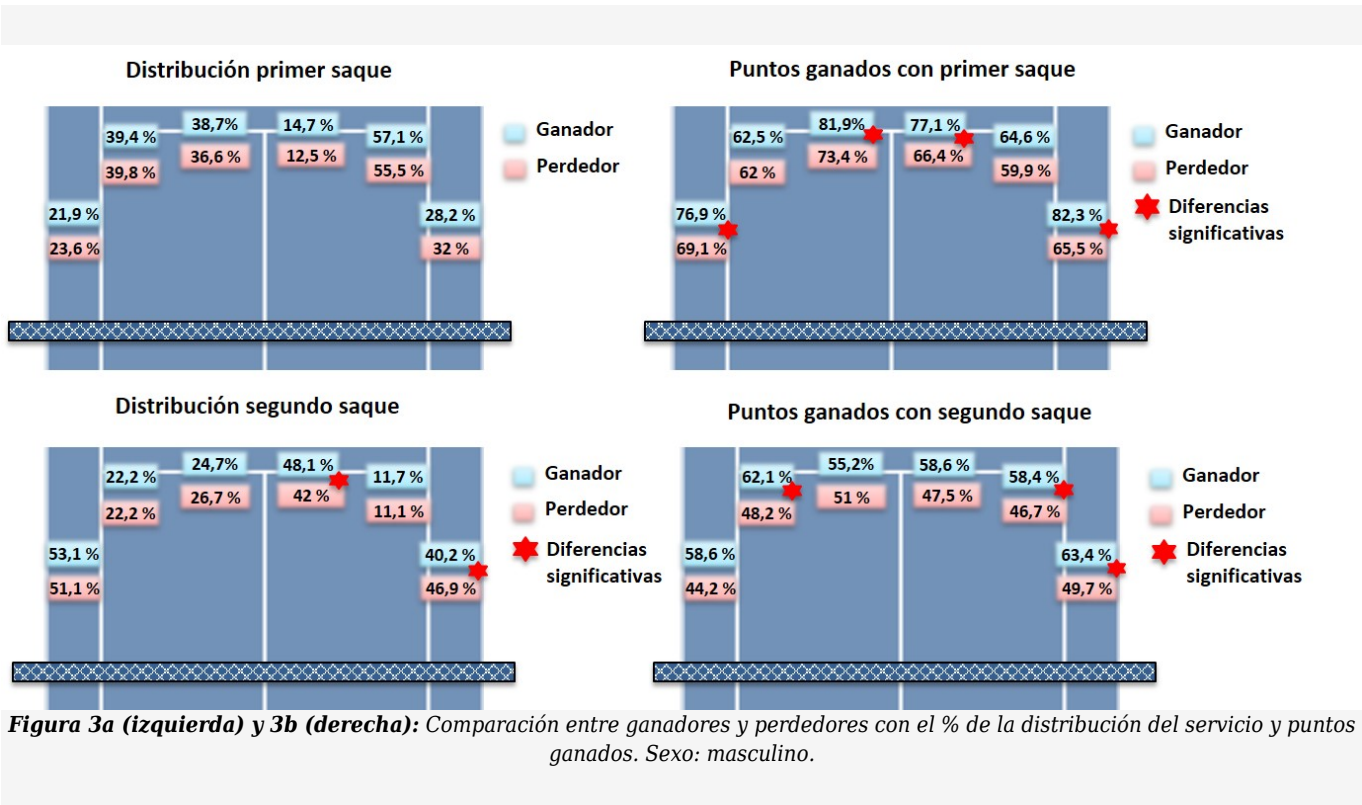 Distribución primer saque
39,4 %
38,7%
14,7 %
57,1 %
39,8 %
36,6 %
12,5 %
55,5 %
21,9 %
28,2 %
23,6 %
32 %
Ganador
Perdedor
Puntos ganados con primer saque
62,5 %
81,9%
77,1 %
64,6 %
62 %
73,4 %
66,4 %
59,9 %
76,9 %
82,3 %
69,1 %
65,5 %
Ganador
Perdedor
Diferencias
significativas
Distribución segundo saque
22,2 %
24,7%
48,1 %
11,7 %
22,2 %
26,7 %
42 %
11,1 %
53,1 %
40,2 %
51,1 %
46,9 %
Ganador
Perdedor
Diferencias
significativas
Puntos ganados con segundo saque
62,1 %
55,2%
58,6 %
58,4 %
48,2 %
51 %
47,5 %
46,7 %
58,6 %
63,4 %
44,2 %
49,7 %
Ganador
Perdedor
Diferencias
significativas
Figura 3a (izquierda) y 3b (derecha): Comparación entre ganadores y perdedores con el % de la distribución del servicio y puntos
ganados. Sexo: masculino.